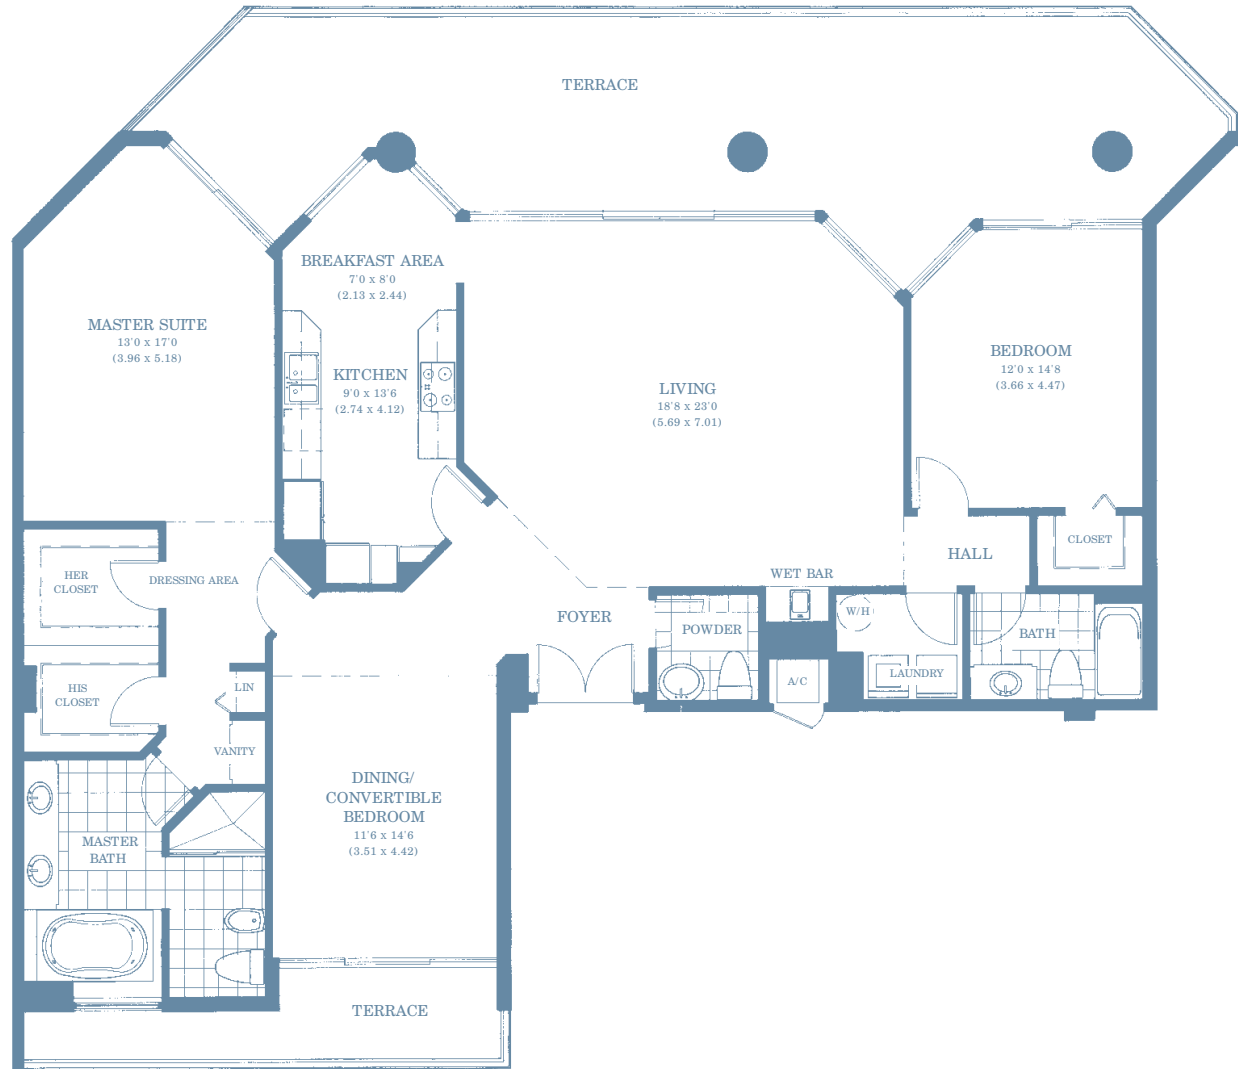 TERRACE
BREAKFAST AREA
7'0 x 8'0
(2.13 x 2.44)
MASTER SUITE
13'0 x 17'0
(3.96 x 5.18)
KITCHEN
9'0 x 13'6
(2.74 x 4.12)
LIVING
18'8 x 23'0
(5.69 x 7.01)
BEDROOM
12'0 x 14'8
(3.66 x 4.47)
CLOSET
HALL
HER
CLOSET
DRESSING AREA
WET BAR
W/H
FOYER
POWDER
BATH
LAUNDRY
A/C
HIS
CLOSET
LIN
VANITY
DINING/
CONVERTIBLE
BEDROOM
11'6 x 14'6
(3.51 x 4.42)
MASTER
BATH
TERRACE